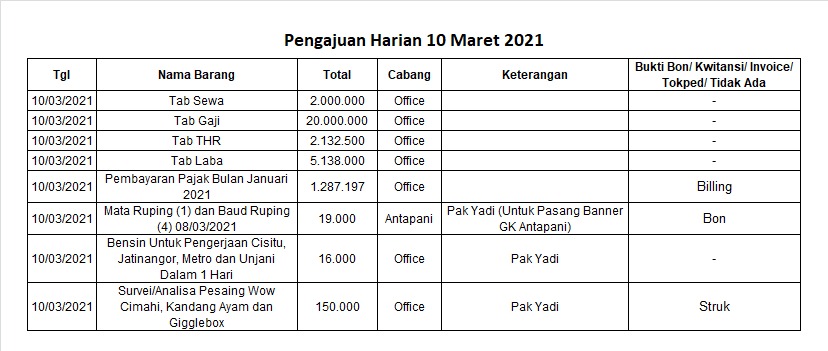 Pengajuan Harian 10 Maret 2021
Tgl Nama Barang Total Cabang Keterangan Bukti Bon/ Kwitansi/ Invoice/
Tokped/ Tidak Ada
10/03/2021 Tab Sewa 2.000.000 Office -
10/03/2021 Tab Gaji 20.000.000 Office -
10/03/2021 Tab THR 2.132.500 Office -
10/03/2021 Tab Laba 5.138.000 Office -
10/03/2021 Pembayaran Pajak Bulan Januari
2021 1.287.197 Office Billing
10/03/2021 Mata Ruping (1) dan Baud Ruping
(4) 08/03/2021 19.000 Antapani Pak Yadi (Untuk Pasang Banner
GK Antapani) Bon
10/03/2021 Bensin Untuk Pengerjaan Cisitu,
Jatinangor, Metro dan Unjani
Dalam 1 Hari 16.000 Office Pak Yadi -
10/03/2021 Survei/Analisa Pesaing Wow
Cimahi, Kandang Ayam dan
Gigglebox 150.000 Office Pak Yadi Struk